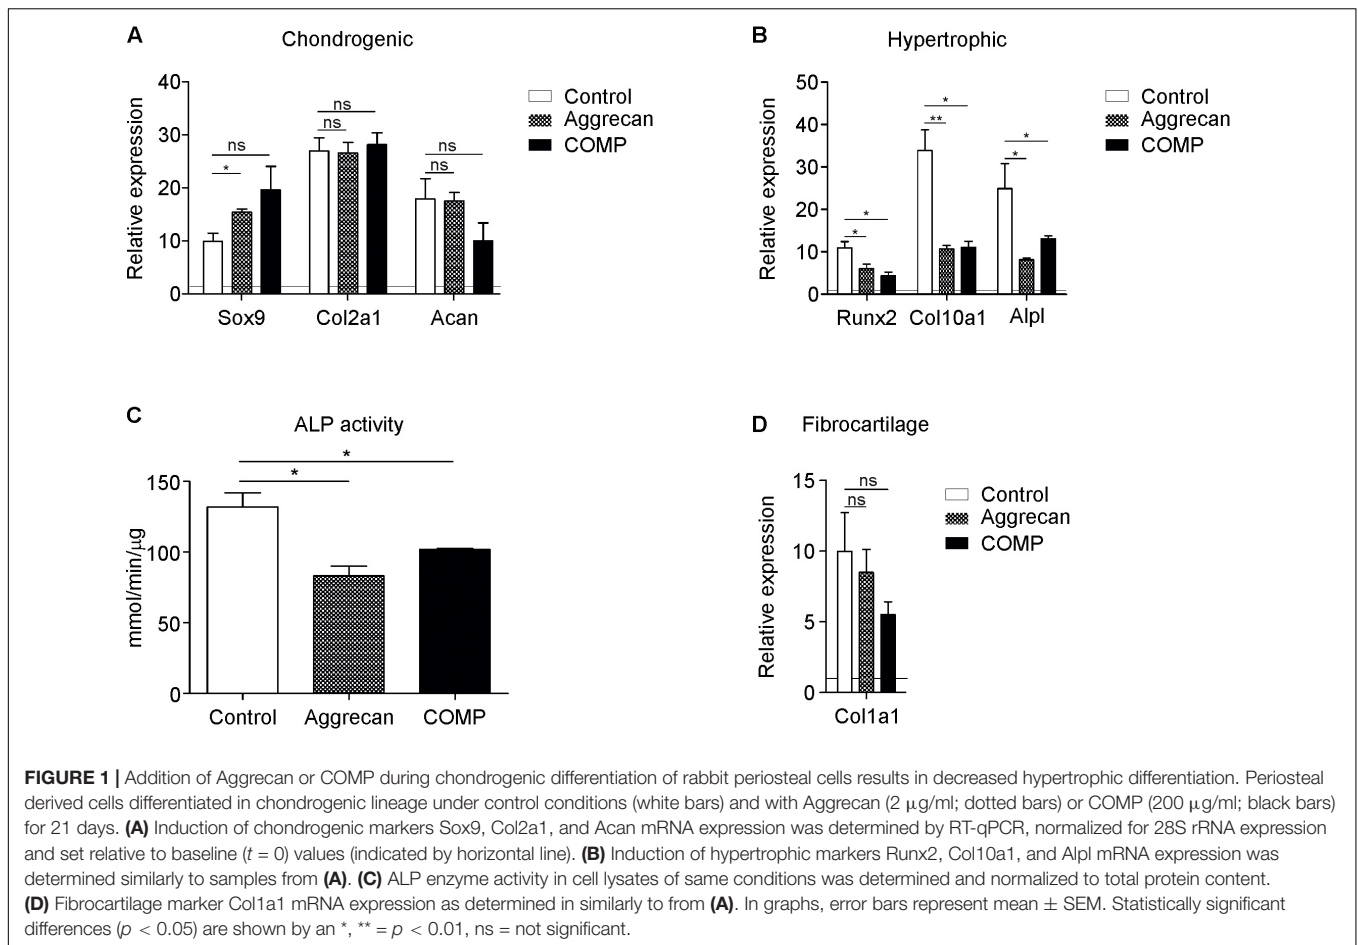 A
Chondrogenic
40
30
20
10
0
Relative expression
ns
*
ns
ns
ns
ns
Sox9 Col2a1 Acan
Control
Aggrecan
COMP
B
Hypertrophic
50
40
30
20
10
0
Relative expression
*
*
*
**
*
*
Runx2 Col10a1 Alpl
Control
Aggrecan
COMP
C
ALP activity
150
100
50
0
mmol/min/μg
*
*
Control Aggrecan COMP
D Fibrocartilage
15
10
5
0
Relative expression
ns
ns
Col1a1
Control
Aggrecan
COMP
FIGURE 1 | Addition of Aggrecan or COMP during chondrogenic differentiation of rabbit periosteal cells results in decreased hypertrophic differentiation. Periosteal
derived cells differentiated in chondrogenic lineage under control conditions (white bars) and with Aggrecan (2 μg/ml; dotted bars) or COMP (200 μg/ml; black bars)
for 21 days. (A) Induction of chondrogenic markers Sox9, Col2a1, and Acan mRNA expression was determined by RT-qPCR, normalized for 28S rRNA expression
and set relative to baseline (t = 0) values (indicated by horizontal line). (B) Induction of hypertrophic markers Runx2, Col10a1, and Alpl mRNA expression was
determined similarly to samples from (A). (C) ALP enzyme activity in cell lysates of same conditions was determined and normalized to total protein content.
(D) Fibrocartilage marker Col1a1 mRNA expression as determined in similarly to from (A). In graphs, error bars represent mean ± SEM. Statistically significant
differences (p < 0.05) are shown by an *, ** = p < 0.01, ns = not significant.